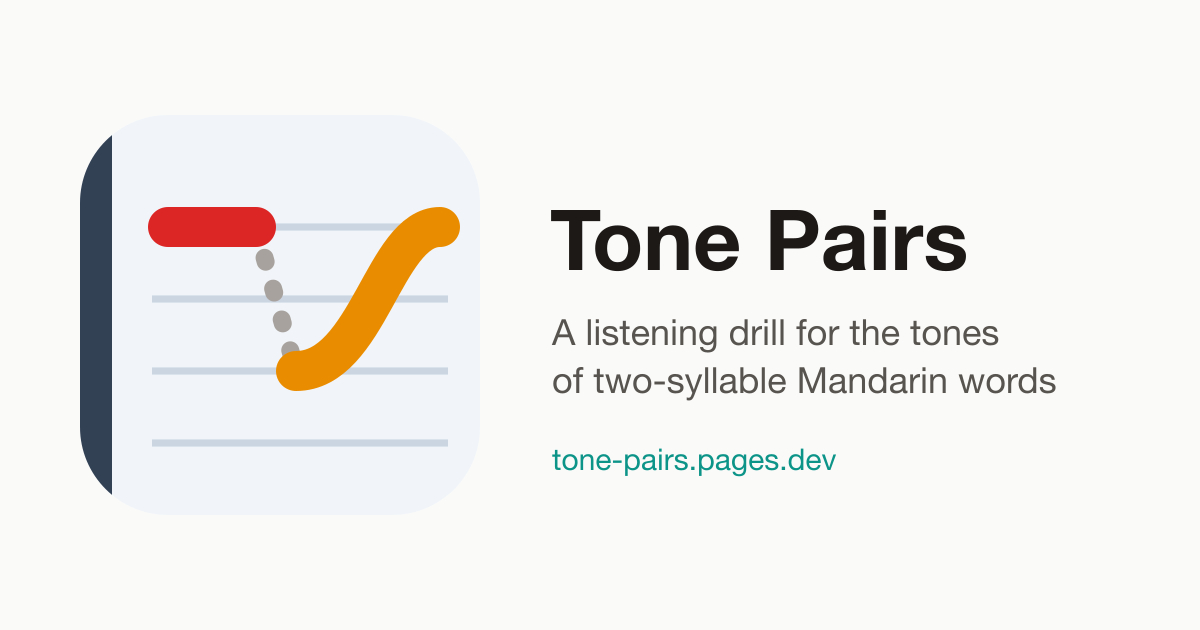 Tone Pairs
A listening drill for the tones
of two-syllable Mandarin words
tone-pairs.pages.dev